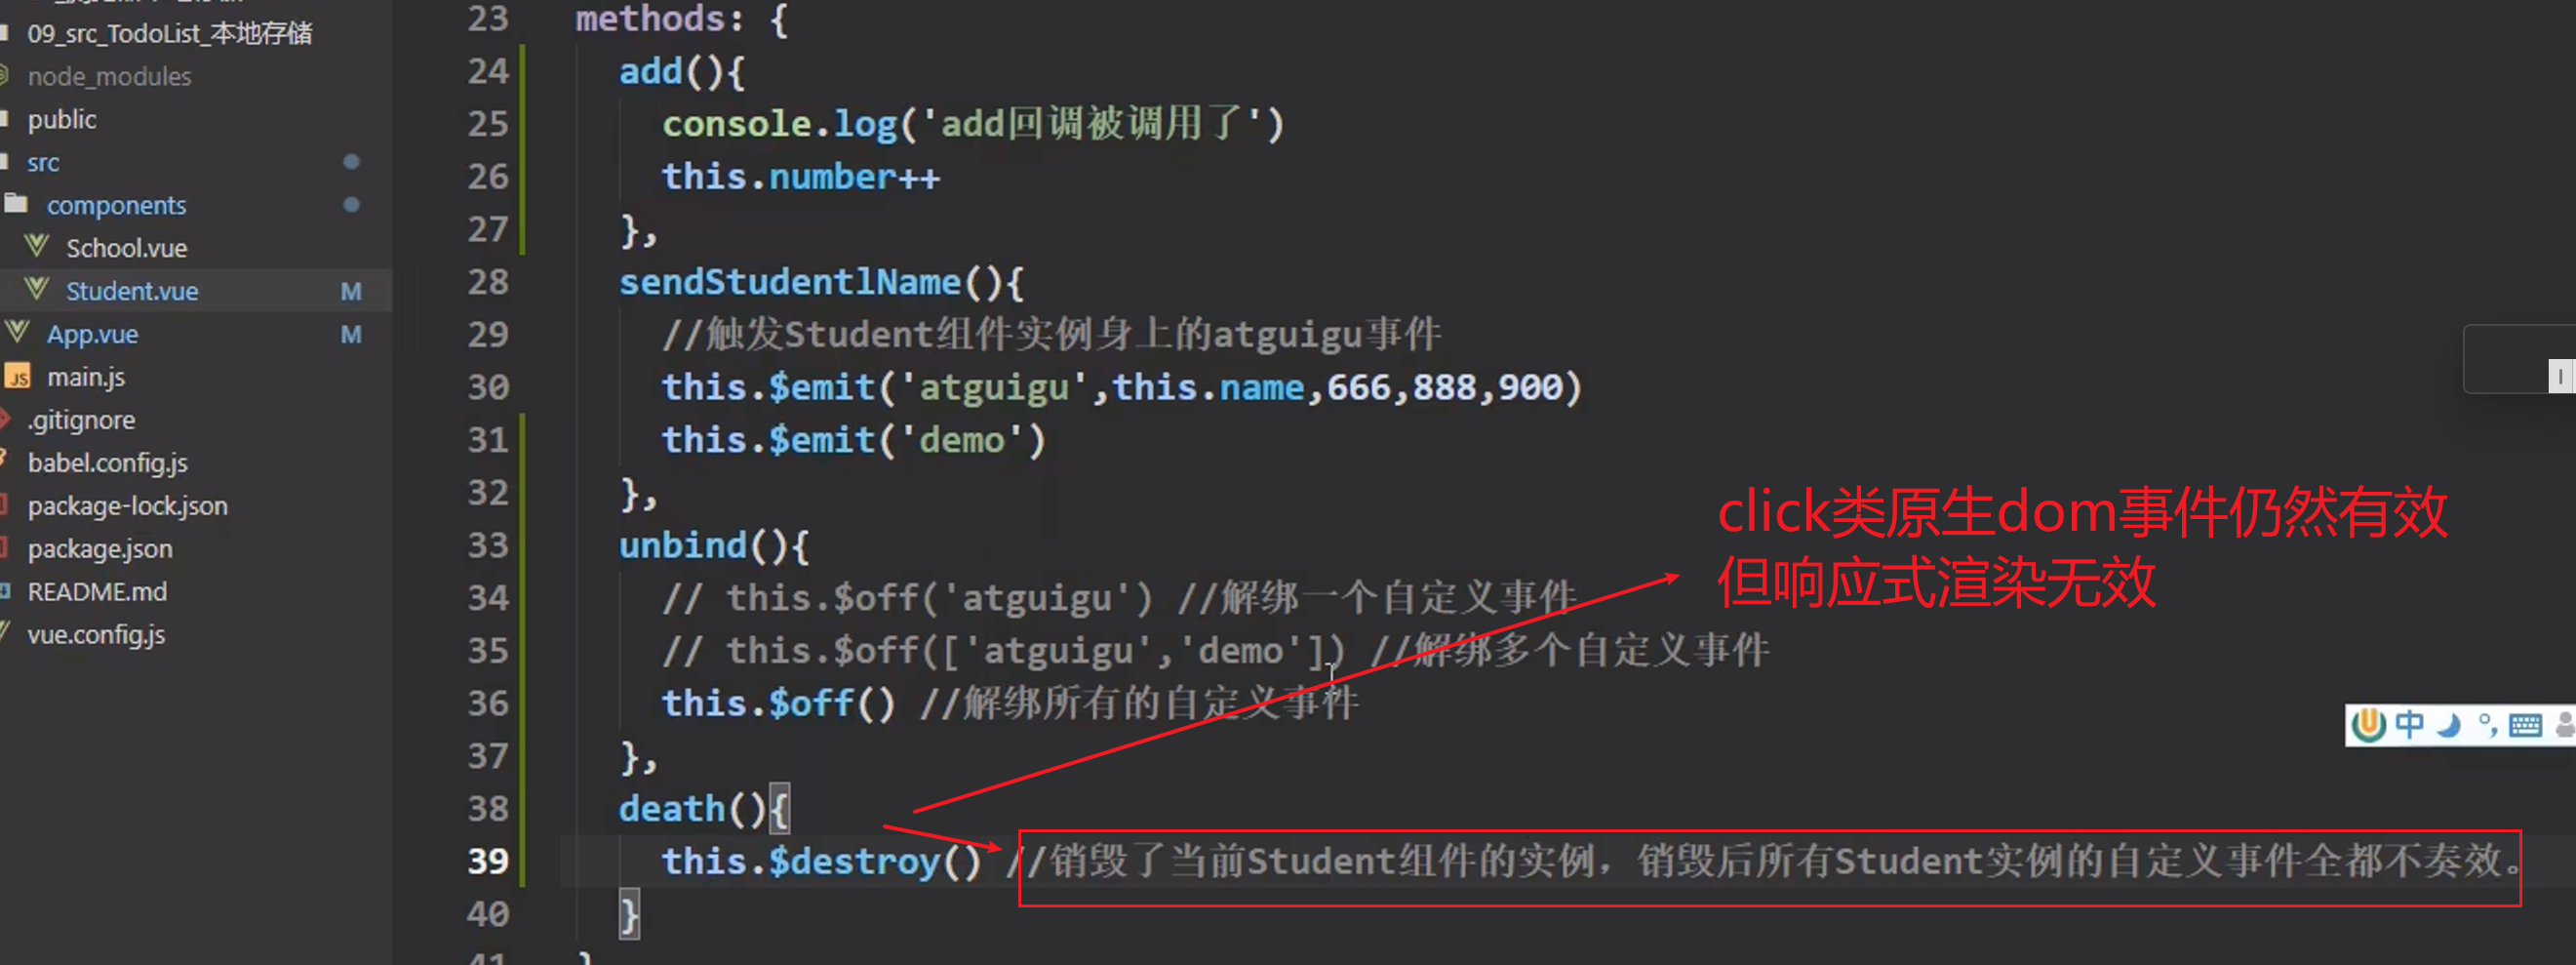 09_src_TodoList_本地存储
node_modules
public
src
components
School.vue
Student.vue M
App.vue M
JS main.js
.gitignore
babel.config.js
package-lock.json
package.json
README.md
vue.config.js
23 methods: {
24 add(){
25 console.log('add回调被调用了')
26 this.number++
27 },
28 sendStudentlName(){
29 //触发Student组件实例身上的atguigu事件
30 this.$emit('atguigu',this.name,666,888,900)
31 this.$emit('demo')
32 },
33 unbind(){
34 // this.$off('atguigu') //解绑一个自定义事件
35 // this.$off(['atguigu','demo']) //解绑多个自定义事件
36 this.$off() //解绑所有的自定义事件
37 },
38 death(){
39 this.$destroy() //销毁了当前Student组件的实例，销毁后所有Student实例的自定义事件全都不奏效。
40 }
41 }
click类原生dom事件仍然有效
但响应式渲染无效
中